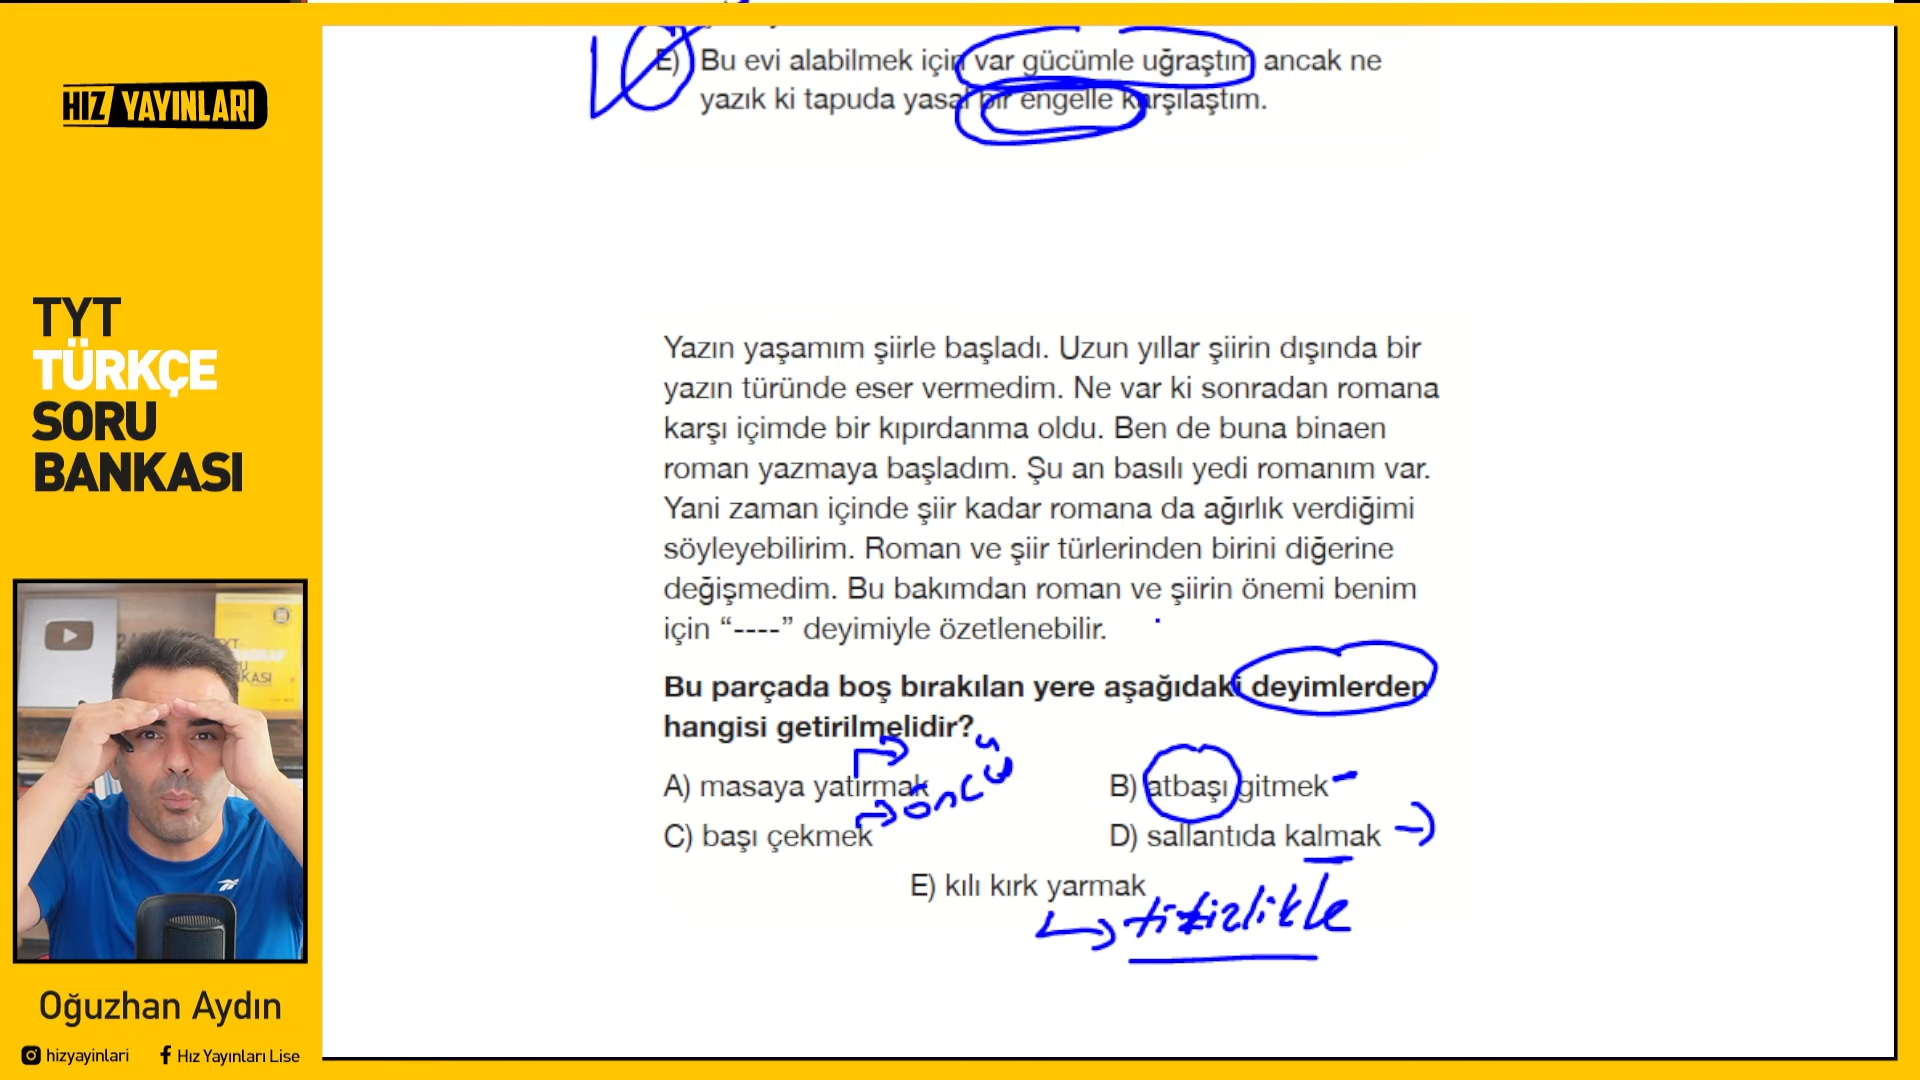 HIZ YAYINLARI
TYT
TÜRKÇE
SORU
BANKASI
Oğuzhan Aydın
hizyayinlari
Hız Yayınları Lise
E) Bu evi alabilmek için var gücümle uğraştım ancak ne
yazık ki tapuda yasal bir engelle karşılaştım.
Yazın yaşamım şiirle başladı. Uzun yıllar şiirin dışında bir
yazın türünde eser vermedim. Ne var ki sonradan romana
karşı içimde bir kıpırdanma oldu. Ben de buna binaen
roman yazmaya başladım. Şu an basılı yedi romanım var.
Yani zaman içinde şiir kadar romana da ağırlık verdiğimi
söyleyebilirim. Roman ve şiir türlerinden birini diğerine
değişmedim. Bu bakımdan roman ve şiirin önemi benim
için “----” deyimiyle özetlenebilir.
Bu parçada boş bırakılan yere aşağıdaki deyimlerden
hangisi getirilmelidir?
A) masaya yatırmak
B) atbaşı gitmek
öncü
C) başı çekmek
D) sallantıda kalmak
E) kılı kırk yarmak
titizlikle